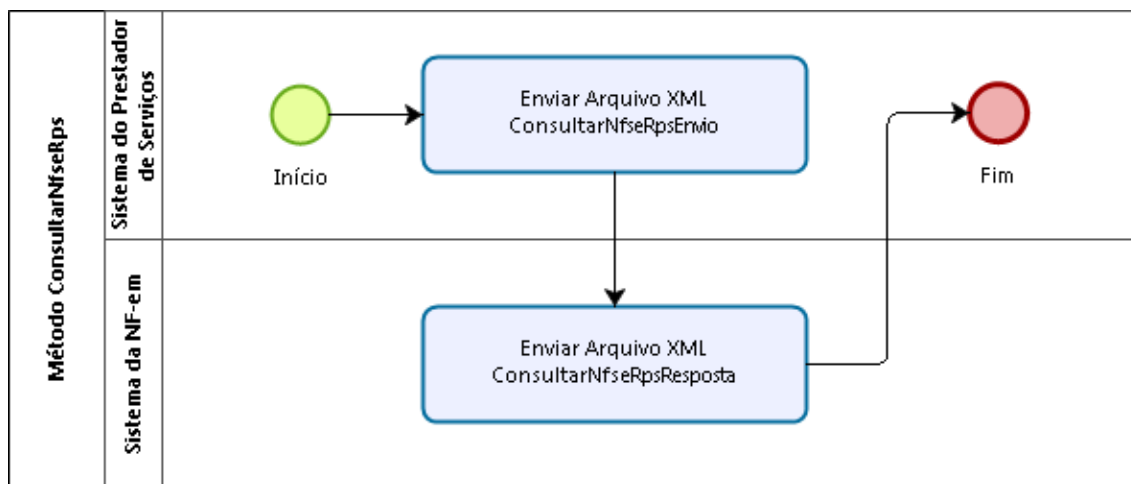 Método ConsultarNfseRps
Sistema do Prestador
de Serviços
Início
Enviar Arquivo XML
ConsultarNfseRpsEnvio
Fim
Sistema da NF-em
Enviar Arquivo XML
ConsultarNfseRpsResposta